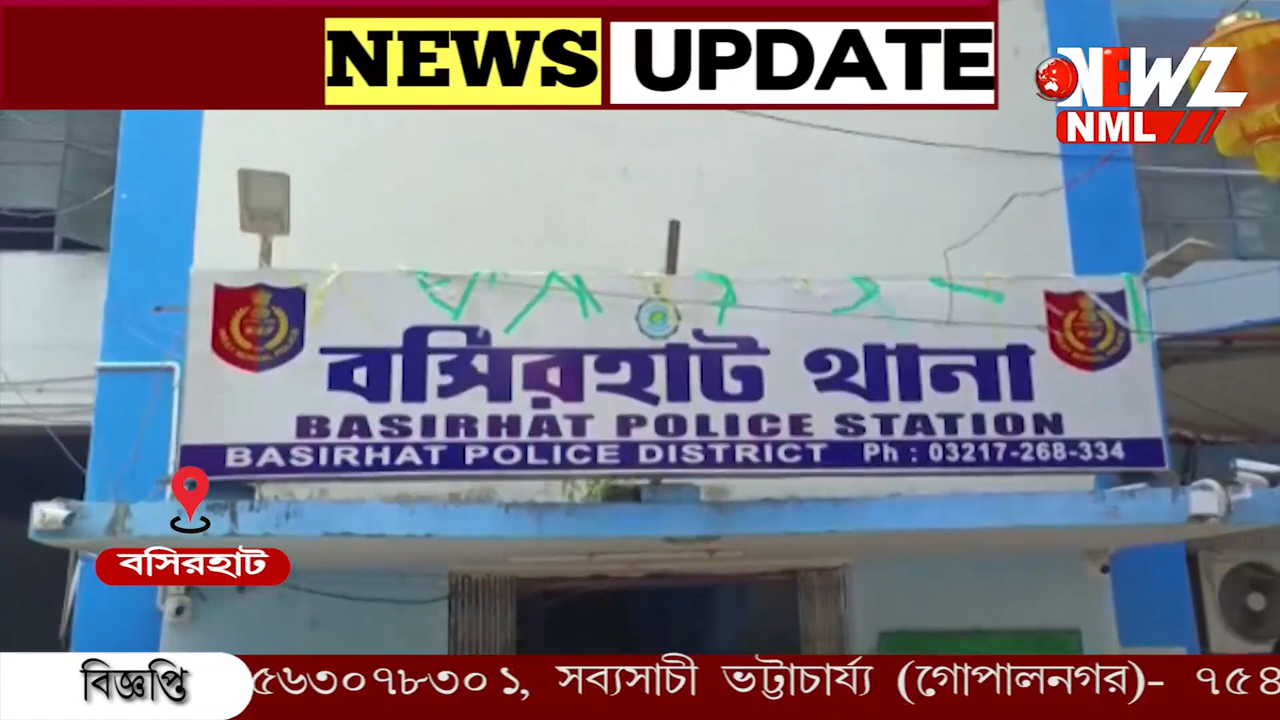 NEWS UPDATE
NEWZ
NML
বসিরহাট থানা
BASIRHAT POLICE STATION
BASIRHAT POLICE DISTRICT Ph : 03217-268-334
বসিরহাট
বিজ্ঞপ্তি ৫৬৩০৭৮৩০১, সব্যসাচী ভট্টাচার্য্য (গোপালনগর)- ৭৫৪